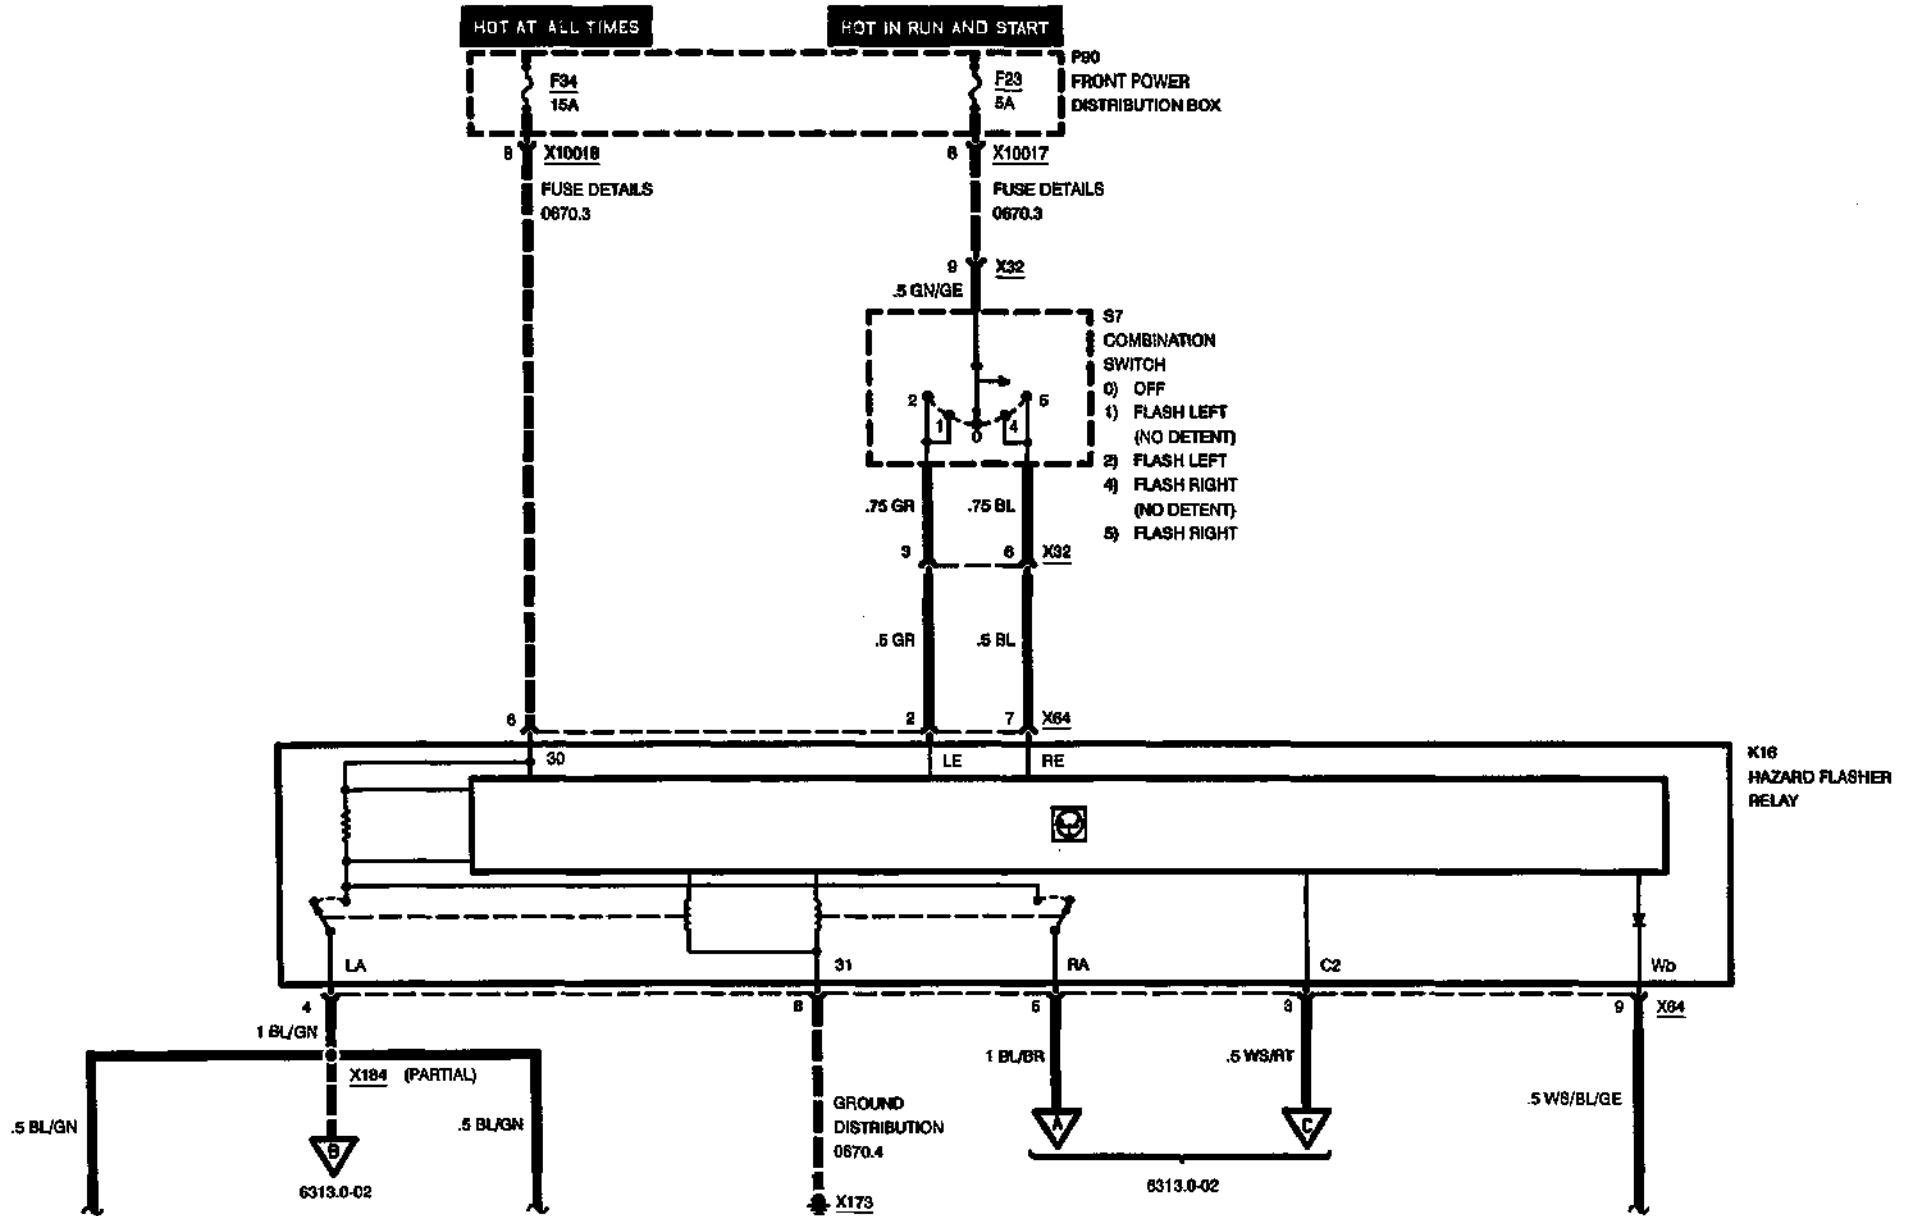 HOT AT ALL TIMES
HOT IN RUN AND START
P90
FRONT POWER
DISTRIBUTION BOX
F34
15A
F23
5A
8 X10018
6 X10017
FUSE DETAILS
0670.3
FUSE DETAILS
0670.3
9 X32
.5 GN/GE
S7
COMBINATION
SWITCH
0) OFF
1) FLASH LEFT
(NO DETENT)
2) FLASH LEFT
4) FLASH RIGHT
(NO DETENT)
5) FLASH RIGHT
2 1 0 4 5
.75 GR
.75 BL
3 6 X32
.5 GR
.5 BL
6 2 7 X64
30 LE RE
K16
HAZARD FLASHER
RELAY
LA 31 RA C2 Wb
4 8 5 3 9 X64
1 BL/GN
X184 (PARTIAL)
.5 BL/GN
.5 BL/GN
B
6313.0-02
GROUND
DISTRIBUTION
0670.4
X173
1 BL/BR
.5 WS/RT
A C
6313.0-02
.5 WS/BL/GE